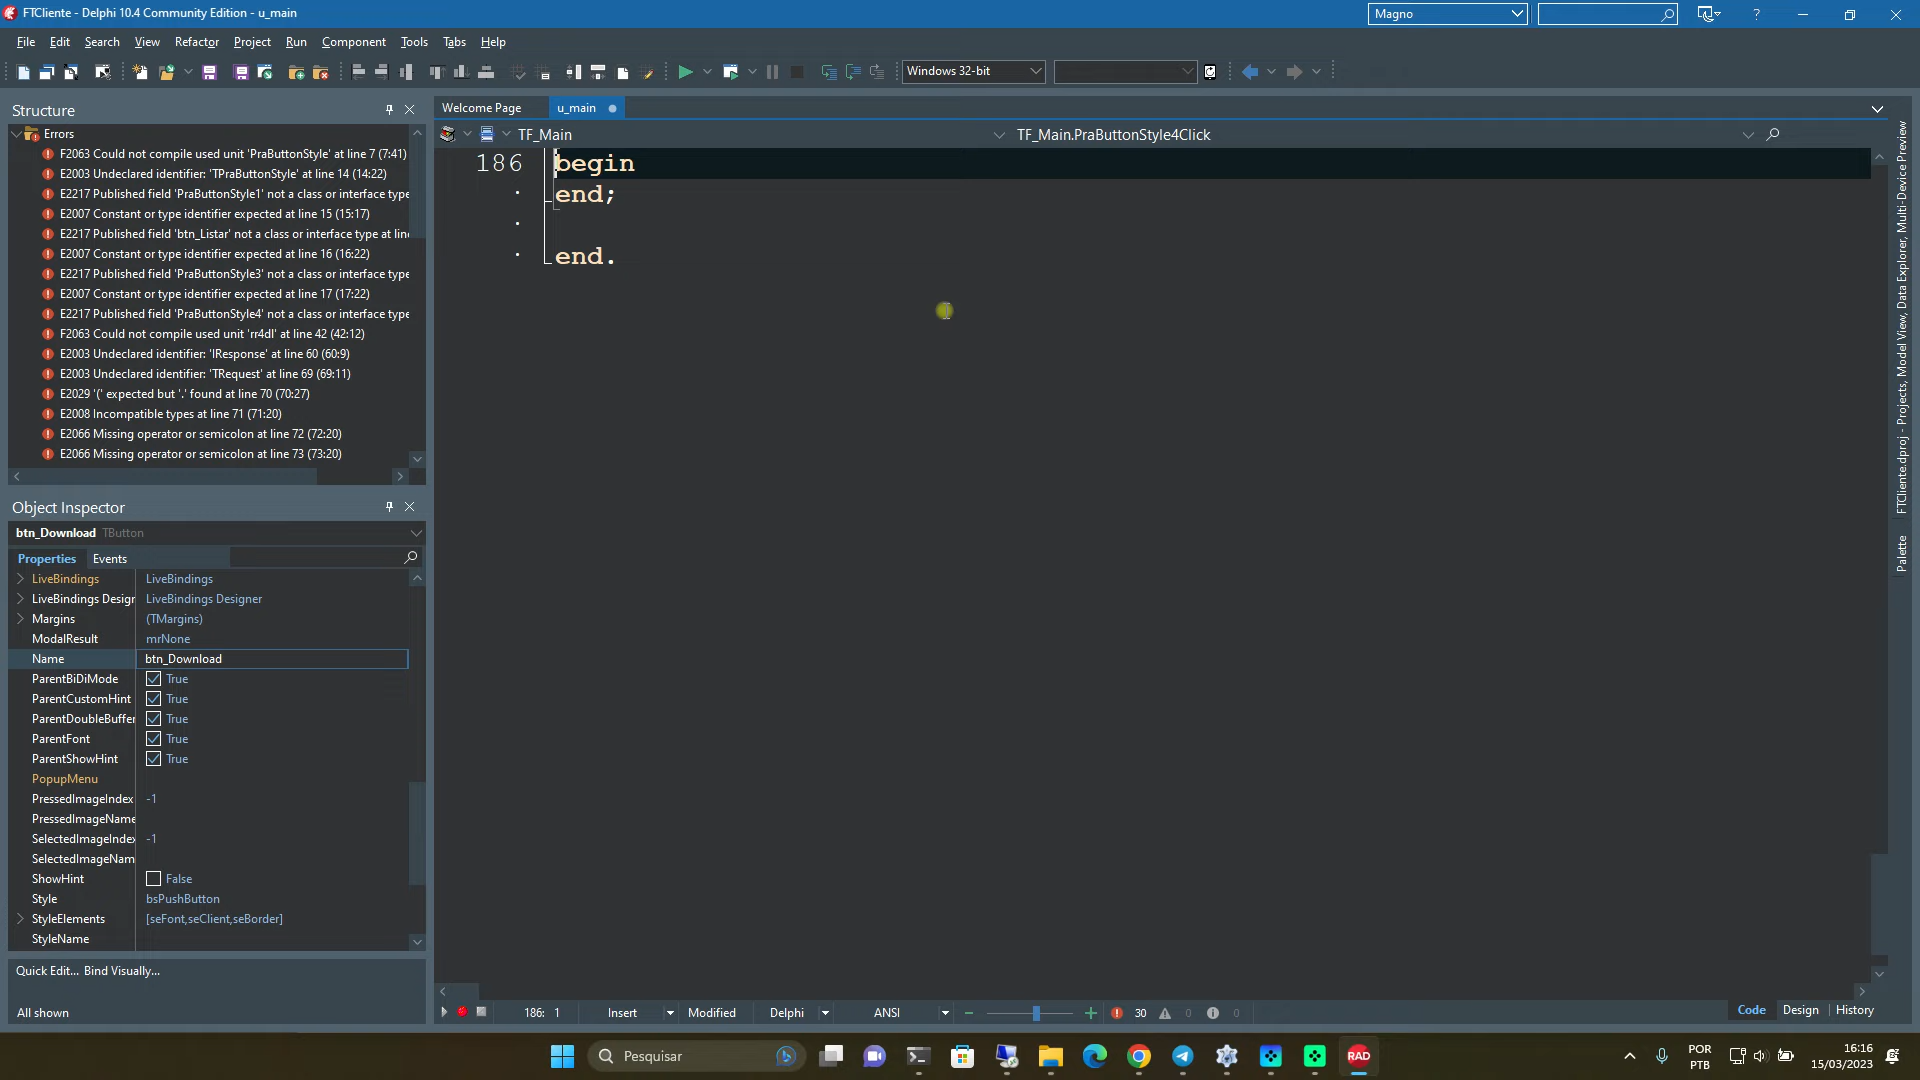 FTCliente - Delphi 10.4 Community Edition - u_main
Magno
File Edit Search View Refactor Project Run Component Tools Tabs Help
Windows 32-bit
Structure
Welcome Page u_main
Errors
TF_Main TF_Main.PraButtonStyle4Click
F2063 Could not compile used unit 'PraButtonStyle' at line 7 (7:41)
E2003 Undeclared identifier: 'TPraButtonStyle' at line 14 (14:22)
E2217 Published field 'PraButtonStyle1' not a class or interface type
E2007 Constant or type identifier expected at line 15 (15:17)
E2217 Published field 'btn_Listar' not a class or interface type at line
E2007 Constant or type identifier expected at line 16 (16:22)
E2217 Published field 'PraButtonStyle3' not a class or interface type
E2007 Constant or type identifier expected at line 17 (17:22)
E2217 Published field 'PraButtonStyle4' not a class or interface type
F2063 Could not compile used unit 'rr4dl' at line 42 (42:12)
E2003 Undeclared identifier: 'IResponse' at line 60 (60:9)
E2003 Undeclared identifier: 'TRequest' at line 69 (69:11)
E2029 '(' expected but '.' found at line 70 (70:27)
E2008 Incompatible types at line 71 (71:20)
E2066 Missing operator or semicolon at line 72 (72:20)
E2066 Missing operator or semicolon at line 73 (73:20)
186 begin
end;
end.
Object Inspector
btn_Download TButton
Properties Events
LiveBindings LiveBindings
LiveBindings Desigr LiveBindings Designer
Margins (TMargins)
ModalResult mrNone
Name btn_Download
ParentBiDiMode True
ParentCustomHint True
ParentDoubleBuffer True
ParentFont True
ParentShowHint True
PopupMenu
PressedImageIndex -1
PressedImageName
SelectedImageIndex -1
SelectedImageNam
ShowHint False
Style bsPushButton
StyleElements [seFont,seClient,seBorder]
StyleName
Quick Edit... Bind Visually...
All shown
186: 1 Insert Modified Delphi ANSI 30 0 0
Code Design History
FTCliente.dproj - Projects, Model View, Data Explorer, Multi-Device Preview
Palette
Pesquisar
RAD
POR
PTB
16:16
15/03/2023